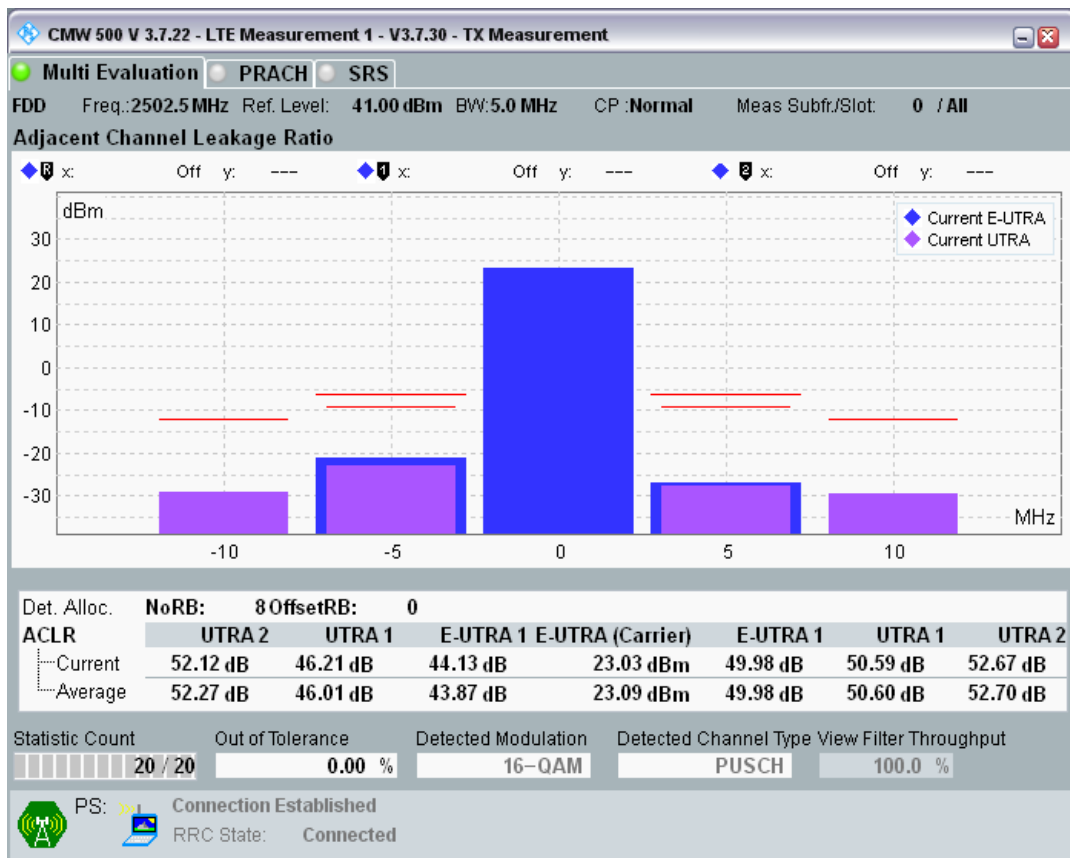 CMW 500 V 3.7.22 - LTE Measurement 1 - V3.7.30 - TX Measurement
Multi Evaluation PRACH SRS
FDD Freq.:2502.5 MHz Ref. Level: 41.00 dBm BW:5.0 MHz CP :Normal Meas Subfr./Slot: 0 / All
Adjacent Channel Leakage Ratio
R x: Off y: --- 1 x: Off y: --- 2 x: Off y: ---
dBm
Current E-UTRA
Current UTRA
30
20
10
0
-10
-20
-30
MHz
-10 -5 0 5 10
Det. Alloc. NoRB: 8 OffsetRB: 0
ACLR UTRA 2 UTRA 1 E-UTRA 1 E-UTRA (Carrier) E-UTRA 1 UTRA 1 UTRA 2
Current 52.12 dB 46.21 dB 44.13 dB 23.03 dBm 49.98 dB 50.59 dB 52.67 dB
Average 52.27 dB 46.01 dB 43.87 dB 23.09 dBm 49.98 dB 50.60 dB 52.70 dB
Statistic Count Out of Tolerance Detected Modulation Detected Channel Type View Filter Throughput
20 / 20 0.00 % 16-QAM PUSCH 100.0 %
PS: Connection Established
RRC State: Connected